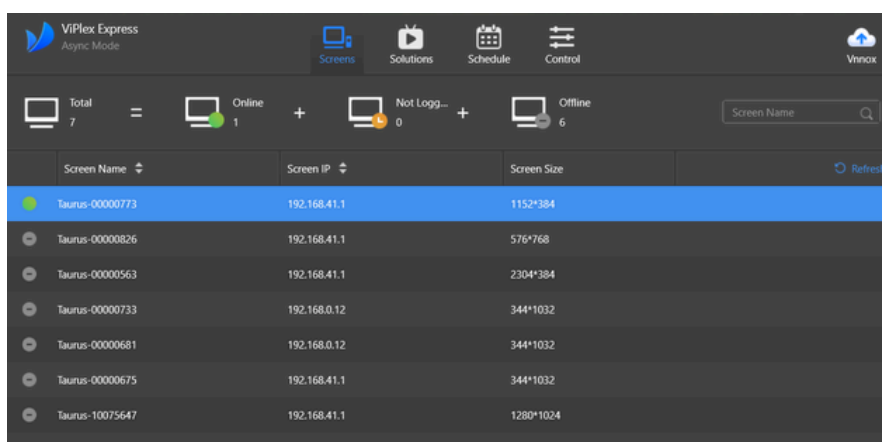 ViPlex Express
Async Mode
Screens
Solutions
Schedule
Control
Vnnox
Total
7
=
Online
1
+
Not Logg...
0
+
Offline
6
Screen Name
Screen Name
Screen IP
Screen Size
Refresh
Taurus-00000773 192.168.41.1 1152*384
Taurus-00000826 192.168.41.1 576*768
Taurus-00000563 192.168.41.1 2304*384
Taurus-00000733 192.168.0.12 344*1032
Taurus-00000681 192.168.0.12 344*1032
Taurus-00000675 192.168.41.1 344*1032
Taurus-10075647 192.168.41.1 1280*1024